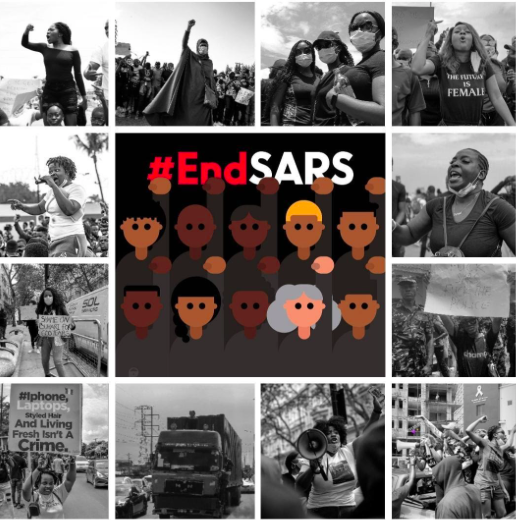 THE FUTURE
IS
FEMALE
#EndSARS
#Iphone,
Laptops,
Styled Hair
And Living
Fresh Isn't A
Crime.